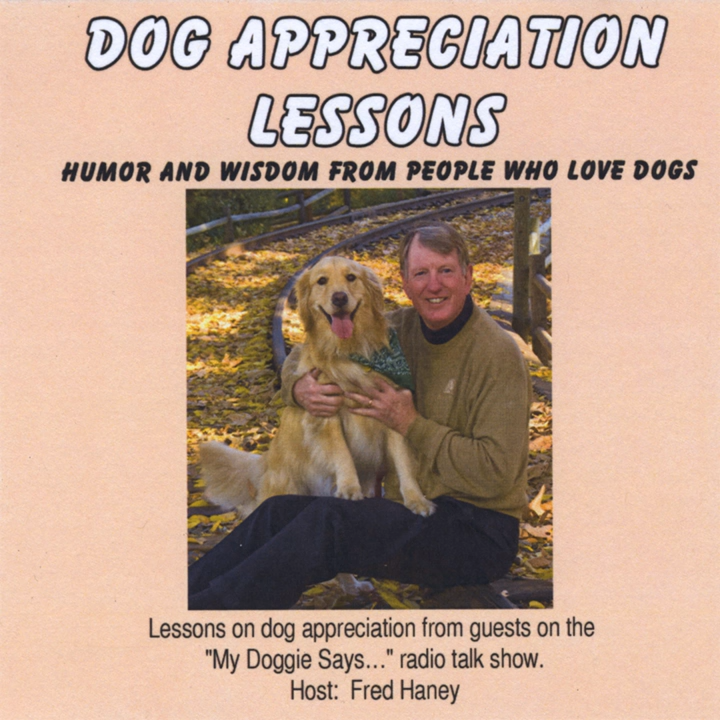 DOG APPRECIATION
LESSONS
HUMOR AND WISDOM FROM PEOPLE WHO LOVE DOGS
Lessons on dog appreciation from guests on the
"My Doggie Says..." radio talk show.
Host: Fred Haney